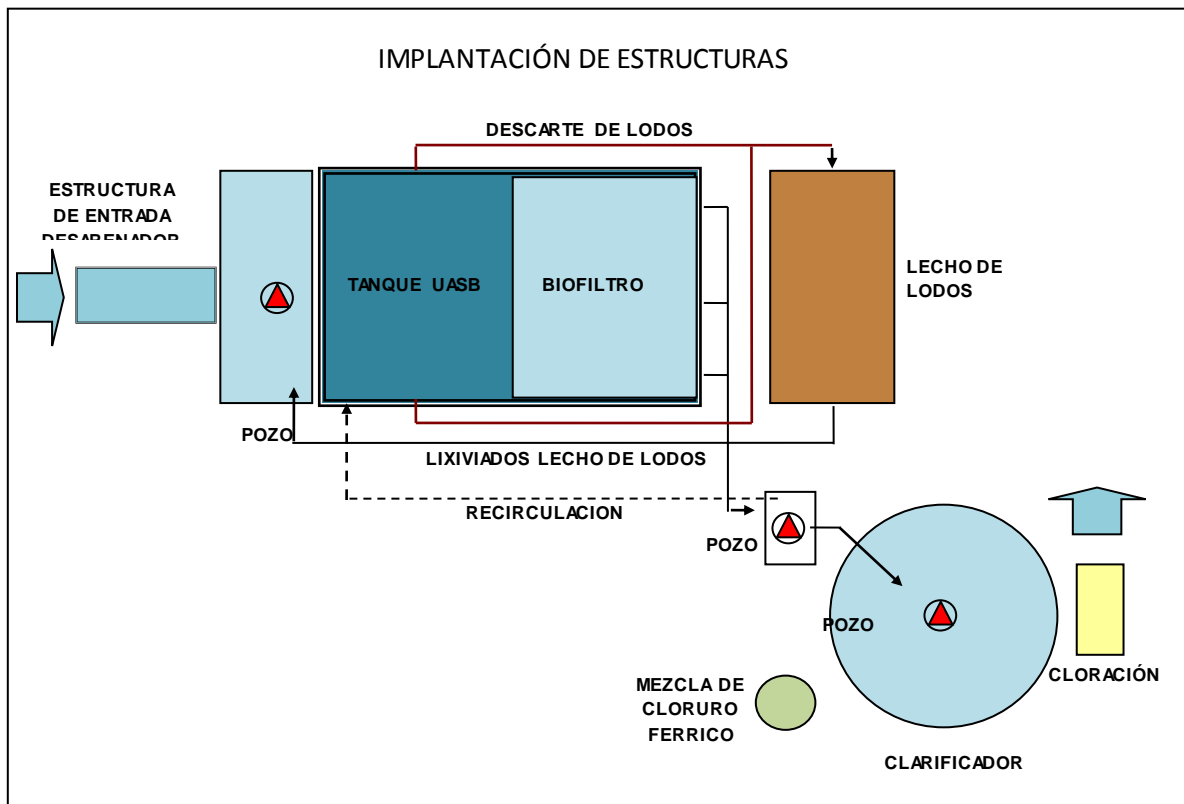 IMPLANTACIÓN DE ESTRUCTURAS
DESCARTE DE LODOS
ESTRUCTURA
DE ENTRADA
DESARENADOR
TANQUE UASB
BIOFILTRO
LECHO DE
LODOS
POZO
LIXIVIADOS LECHO DE LODOS
RECIRCULACION
POZO
POZO
CLORACIÓN
MEZCLA DE
CLORURO
FERRICO
CLARIFICADOR